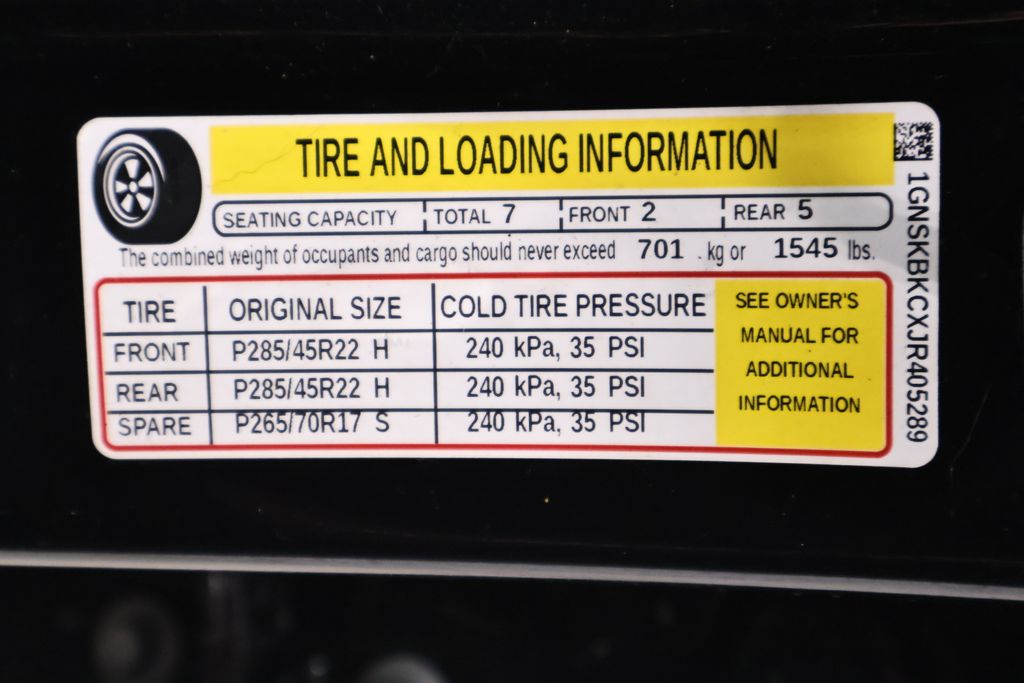 TIRE AND LOADING INFORMATION
SEATING CAPACITY TOTAL 7 FRONT 2 REAR 5
The combined weight of occupants and cargo should never exceed 701 kg or 1545 lbs.
TIRE ORIGINAL SIZE COLD TIRE PRESSURE
FRONT P285/45R22 H 240 kPa, 35 PSI
REAR P285/45R22 H 240 kPa, 35 PSI
SPARE P265/70R17 S 240 kPa, 35 PSI
SEE OWNER'S
MANUAL FOR
ADDITIONAL
INFORMATION
1GNSKBKCXJR405289